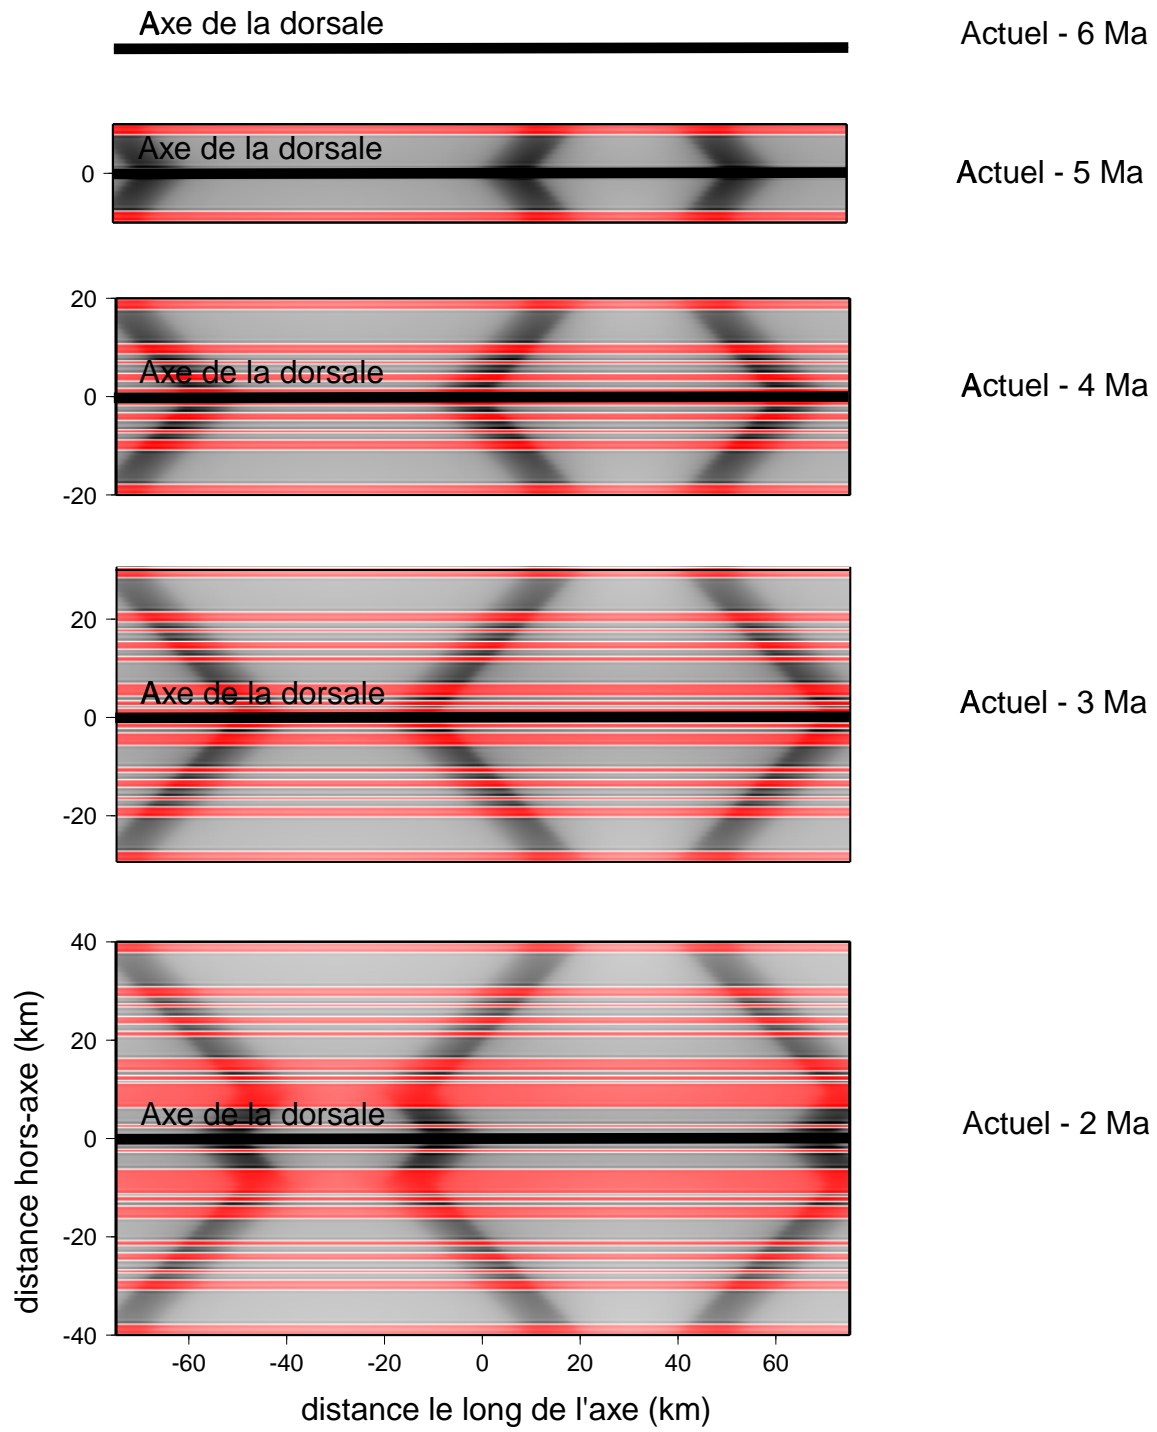 Axe de la dorsale
Actuel - 6 Ma
Axe de la dorsale
0
Actuel - 5 Ma
20
Axe de la dorsale
0
-20
Actuel - 4 Ma
20
Axe de la dorsale
0
-20
Actuel - 3 Ma
40
20
Axe de la dorsale
0
-20
-40
Actuel - 2 Ma
distance hors-axe (km)
-60 -40 -20 0 20 40 60
distance le long de l'axe (km)